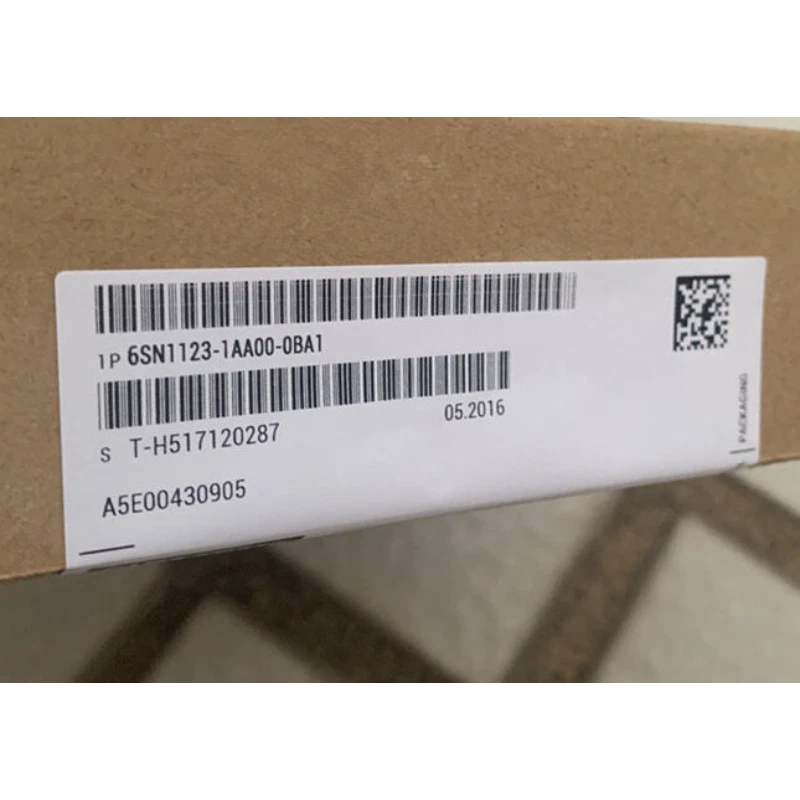 1P 6SN1123-1AA00-0BA1
05.2016
S T-H517120287
A5E00430905
PACKAGING